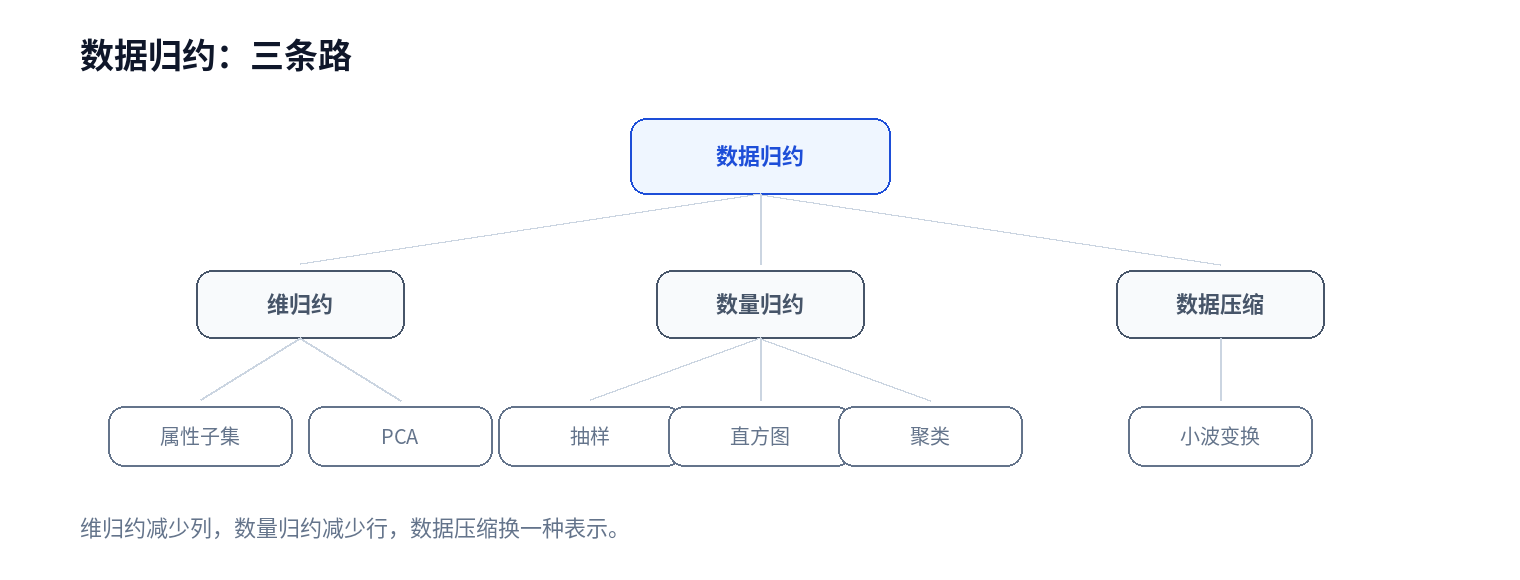 数据归约：三条路
数据归约
维归约
数量归约
数据压缩
属性子集
PCA
抽样
直方图
聚类
小波变换
维归约减少列，数量归约减少行，数据压缩换一种表示。